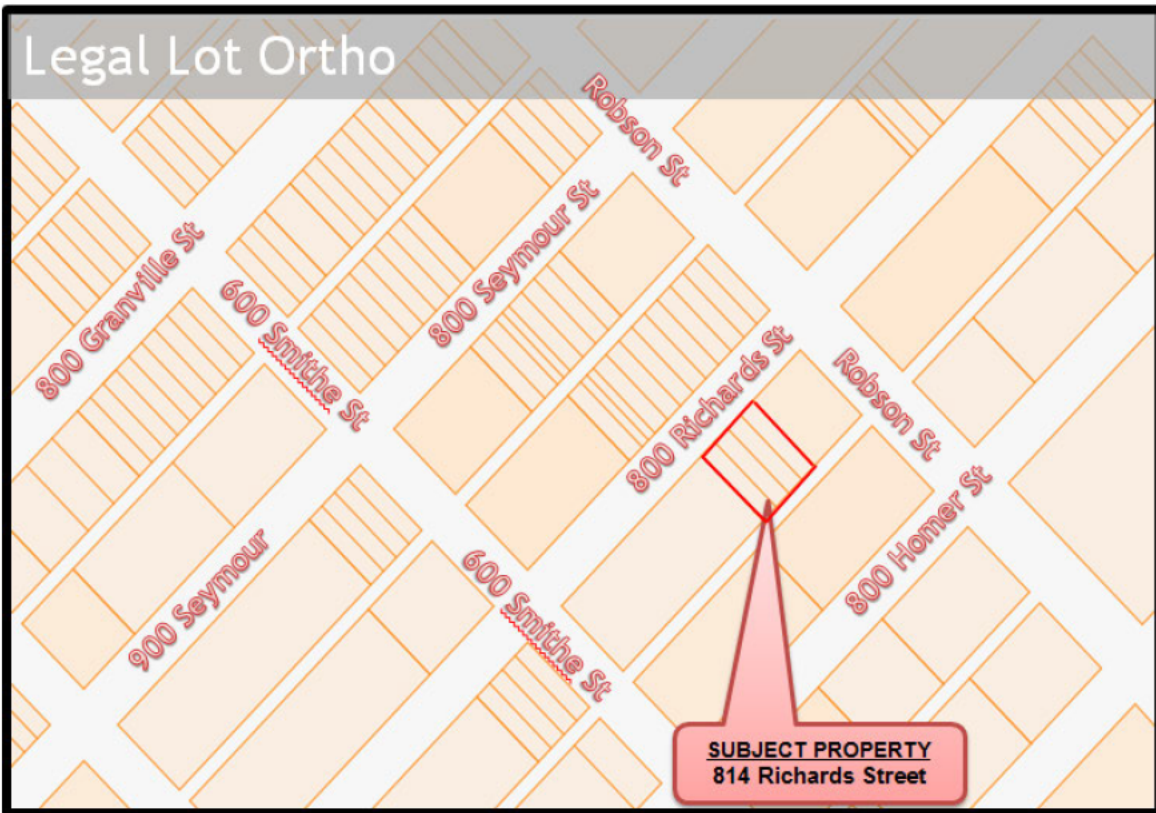 Legal Lot Ortho
Robson St
800 Granville St
600 Smithe St
800 Seymour St
800 Richards St
Robson St
900 Seymour
600 Smithe St
800 Homer St
SUBJECT PROPERTY
814 Richards Street